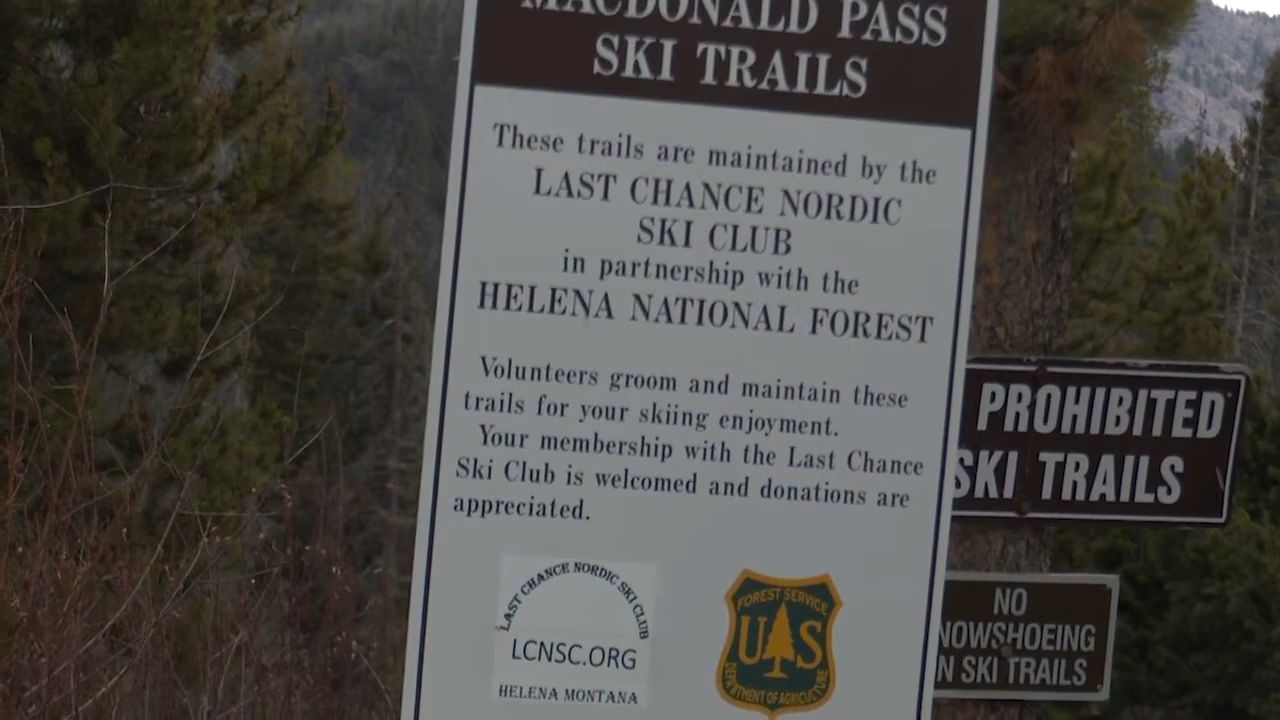 MACDONALD PASS
SKI TRAILS
These trails are maintained by the
LAST CHANCE NORDIC
SKI CLUB
in partnership with the
HELENA NATIONAL FOREST
Volunteers groom and maintain these
trails for your skiing enjoyment.
Your membership with the Last Chance
Ski Club is welcomed and donations are
appreciated.
LAST CHANCE NORDIC SKI CLUB
LCNSC.ORG
HELENA MONTANA
FOREST SERVICE
U S
DEPARTMENT OF AGRICULTURE
PROHIBITED
SKI TRAILS
NO
NOWSHOEING
N SKI TRAILS